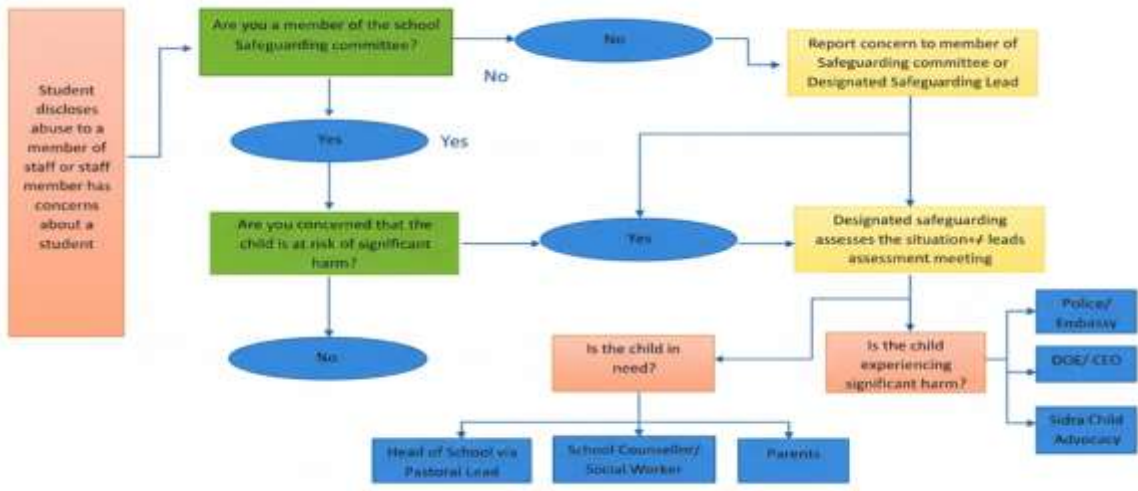 Student
discloses
abuse to a
member of
staff or staff
member has
concerns
about a
student
Are you a member of the school
Safeguarding committee?
No
No
Report concern to member of
Safeguarding committee or
Designated Safeguarding Lead
Yes
Yes
Are you concerned that the
child is at risk of significant
harm?
Yes
Designated safeguarding
assesses the situation+/ leads
assessment meeting
No
Is the child in
need?
Is the child
experiencing
significant harm?
Police/
Embassy
DOE/ CEO
Sidra Child
Advocacy
Head of School via
Pastoral Lead
School Counsellor/
Social Worker
Parents